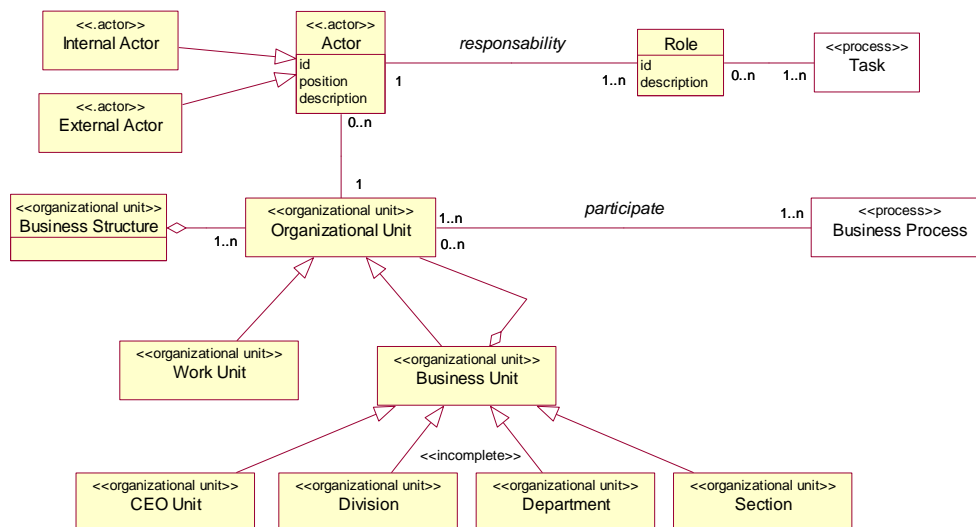 <<.actor>>
Internal Actor
<<.actor>>
External Actor
<<.actor>>
Actor
id
position
description
responsability
1
1..n
Role
id
description
0..n
1..n
<<process>>
Task
0..n
1
<<organizational unit>>
Business Structure
1..n
<<organizational unit>>
Organizational Unit
1..n
0..n
participate
1..n
<<process>>
Business Process
<<organizational unit>>
Work Unit
<<organizational unit>>
Business Unit
<<incomplete>>
<<organizational unit>>
CEO Unit
<<organizational unit>>
Division
<<organizational unit>>
Department
<<organizational unit>>
Section